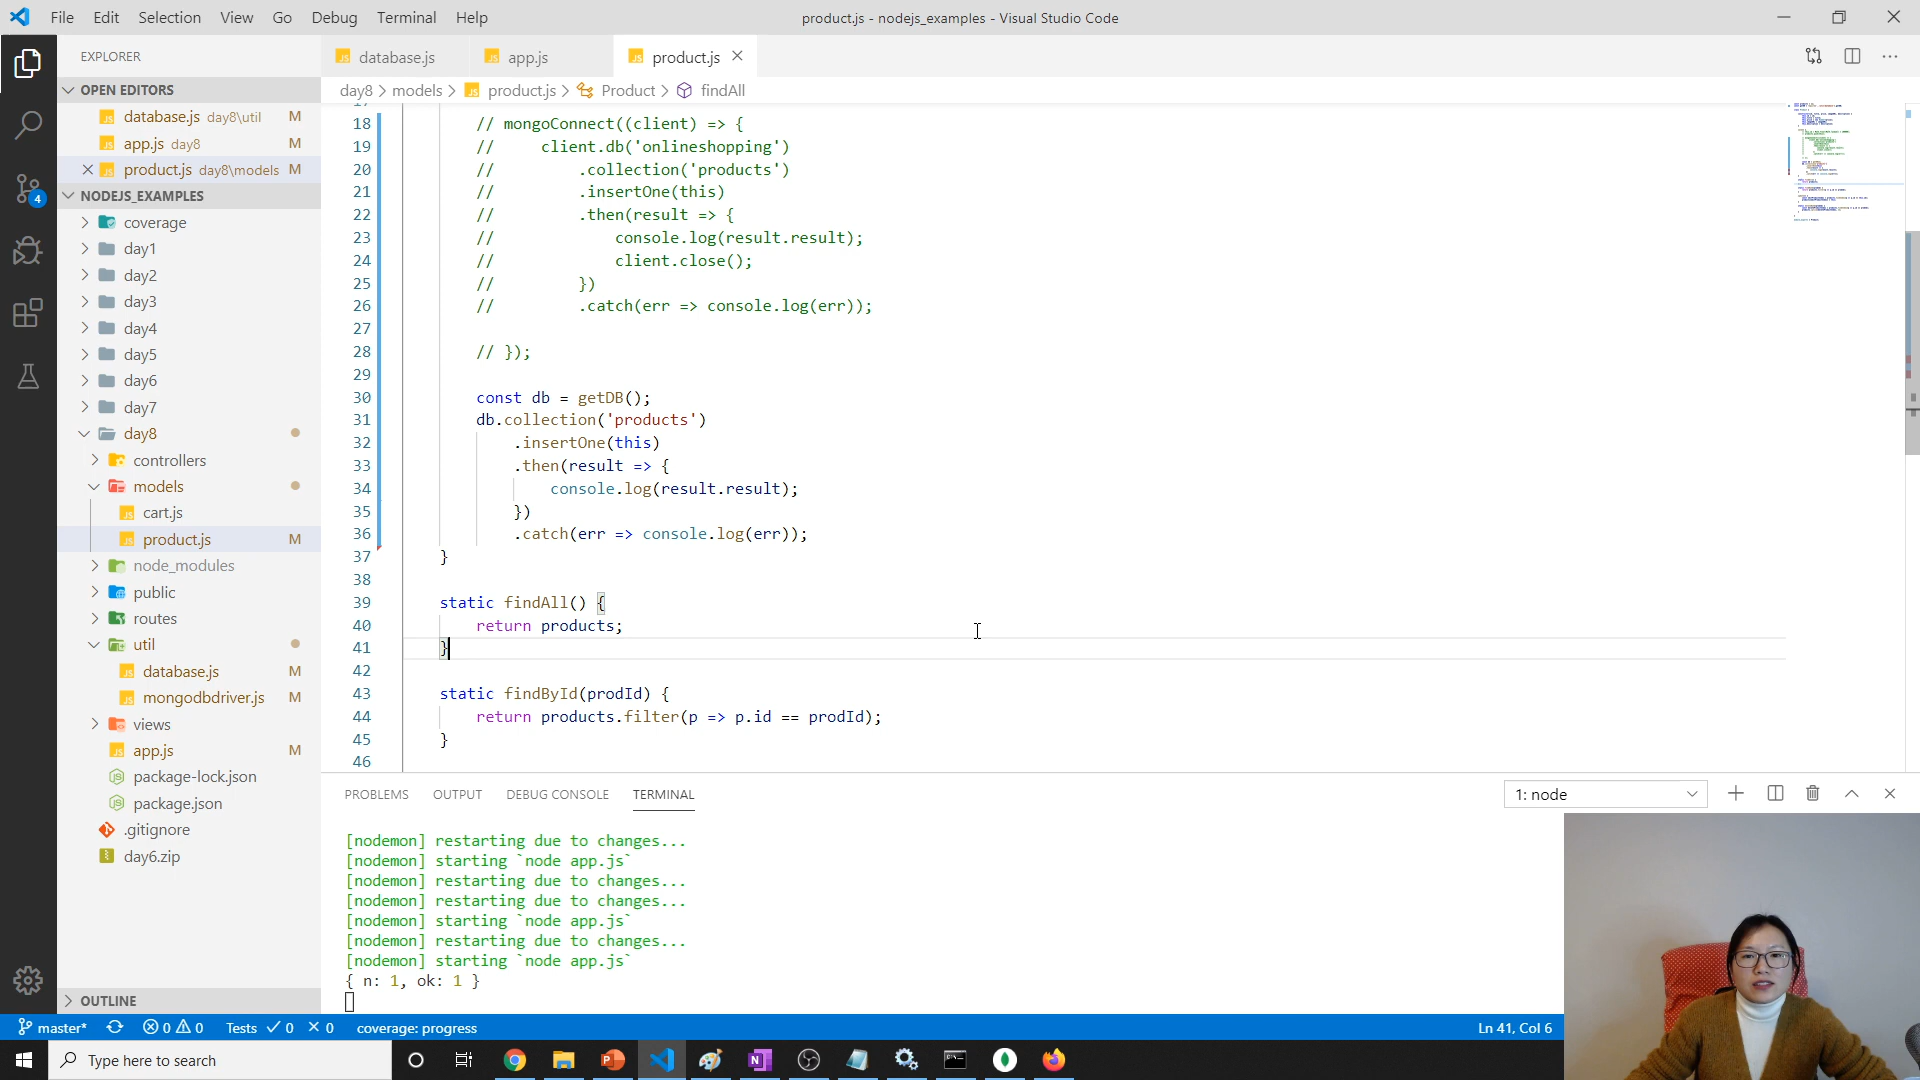 File Edit Selection View Go Debug Terminal Help
product.js - nodejs_examples - Visual Studio Code
EXPLORER
OPEN EDITORS
database.js day8\util M
app.js day8 M
product.js day8\models M
NODEJS_EXAMPLES
coverage
day1
day2
day3
day4
day5
day6
day7
day8
controllers
models
cart.js
product.js M
node_modules
public
routes
util
database.js M
mongodbdriver.js M
views
app.js M
package-lock.json
package.json
.gitignore
day6.zip
OUTLINE
4
database.js app.js product.js
day8 > models > product.js > Product > findAll
18 // mongoConnect((client) => {
19 // client.db('onlineshopping')
20 // .collection('products')
21 // .insertOne(this)
22 // .then(result => {
23 // console.log(result.result);
24 // client.close();
25 // })
26 // .catch(err => console.log(err));
27
28 // });
29
30 const db = getDB();
31 db.collection('products')
32 .insertOne(this)
33 .then(result => {
34 console.log(result.result);
35 })
36 .catch(err => console.log(err));
37 }
38
39 static findAll() {
40 return products;
41 }
42
43 static findById(prodId) {
44 return products.filter(p => p.id == prodId);
45 }
46
PROBLEMS OUTPUT DEBUG CONSOLE TERMINAL
1: node
[nodemon] restarting due to changes...
[nodemon] starting `node app.js`
[nodemon] restarting due to changes...
[nodemon] restarting due to changes...
[nodemon] starting `node app.js`
[nodemon] restarting due to changes...
[nodemon] starting `node app.js`
{ n: 1, ok: 1 }
master* 0 0 Tests 0 0 coverage: progress
Ln 41, Col 6
Type here to search